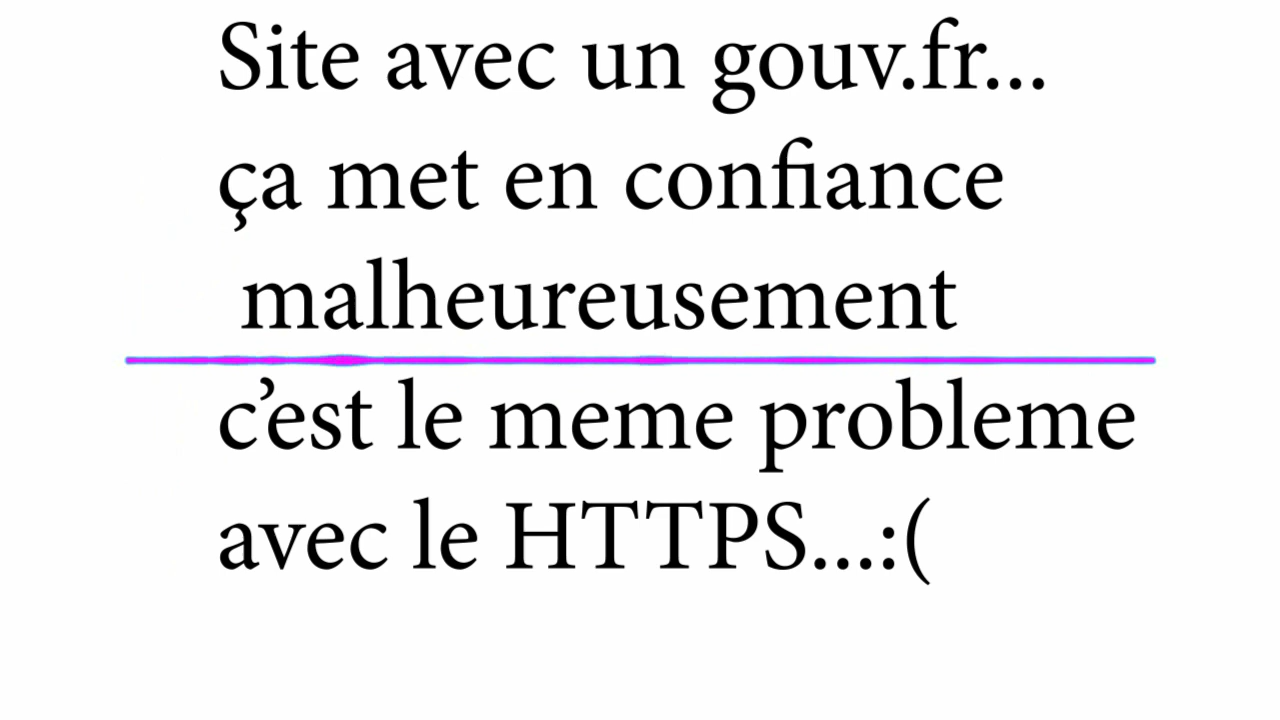 Site avec un gouv.fr...
ça met en confiance
malheureusement
c’est le meme probleme
avec le HTTPS...:(